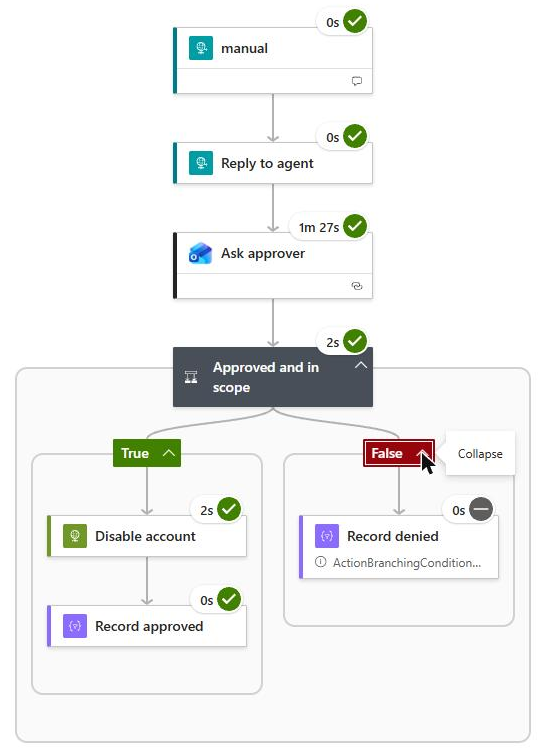 0s
manual
0s
Reply to agent
1m 27s
Ask approver
2s
Approved and in
scope
True
False
Collapse
2s
Disable account
0s
Record denied
ActionBranchingCondition...
0s
Record approved